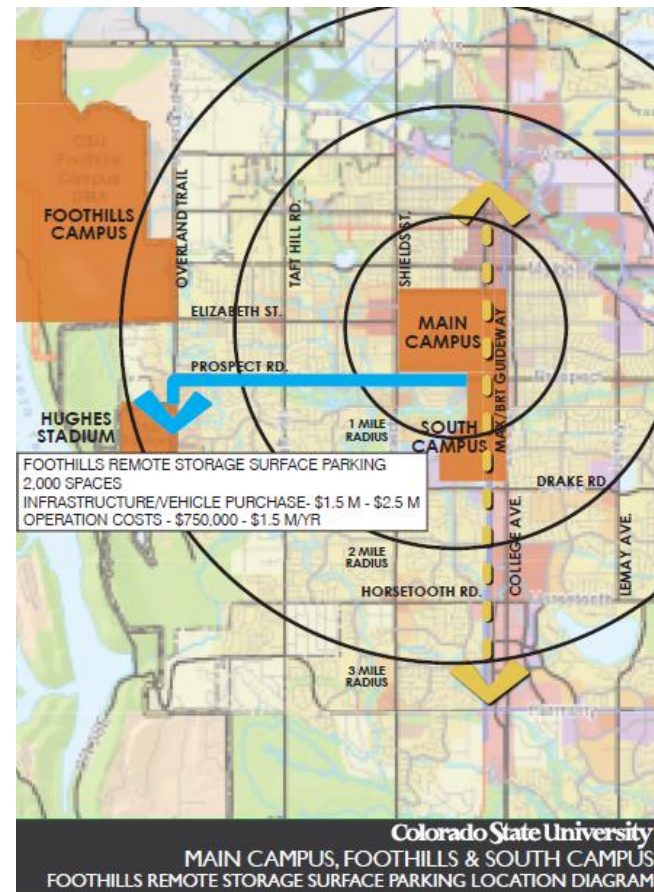 CSU
Foothills
Campus
FOOTHILLS
CAMPUS
OVERLAND TRAIL
TAFT HILL RD.
SHIELDS ST.
ELIZABETH ST.
MAIN
CAMPUS
MAX/BRT GUIDEWAY
PROSPECT RD.
Prospect
HUGHES
STADIUM
1 MILE
RADIUS
SOUTH
CAMPUS
FOOTHILLS REMOTE STORAGE SURFACE PARKING
2,000 SPACES
INFRASTRUCTURE/VEHICLE PURCHASE- $1.5 M - $2.5 M
OPERATION COSTS - $750,000 - $1.5 M/YR
DRAKE RD
COLLEGE AVE.
LEMAY AVE.
2 MILE
RADIUS
HORSETOOTH RD.
3 MILE
RADIUS
Colorado State University
MAIN CAMPUS, FOOTHILLS & SOUTH CAMPUS
FOOTHILLS REMOTE STORAGE SURFACE PARKING LOCATION DIAGRAM